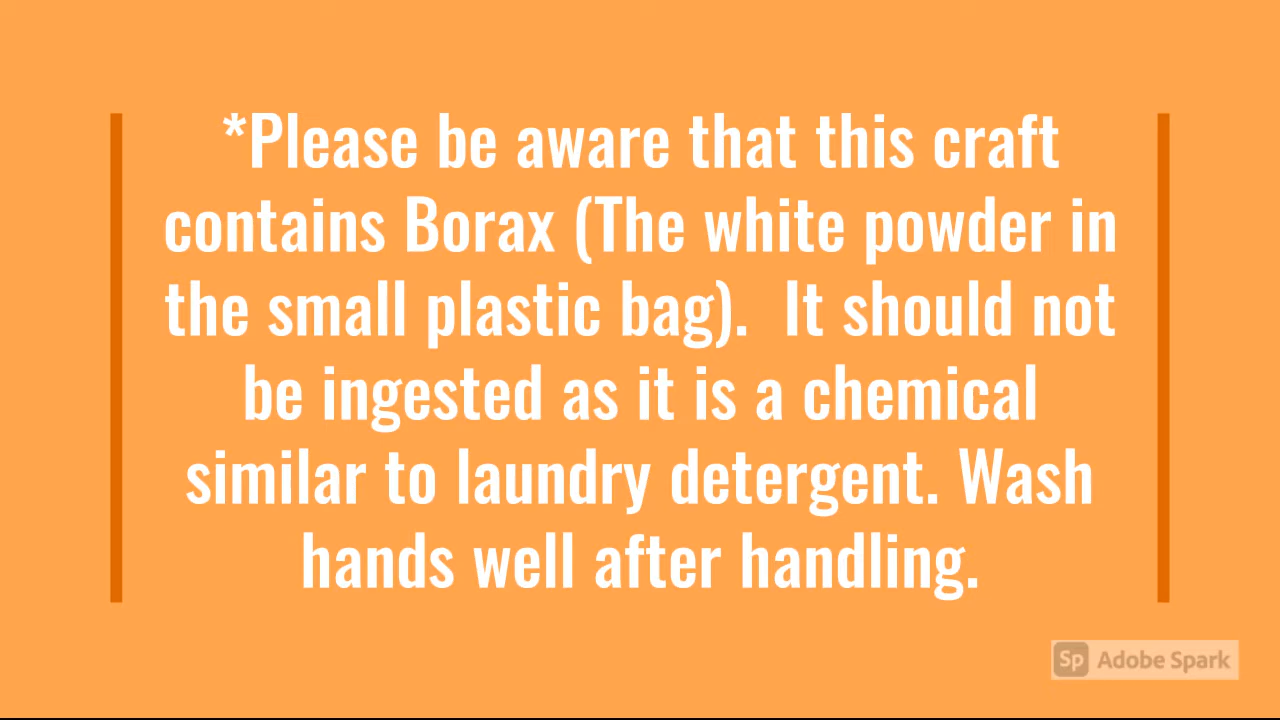 *Please be aware that this craft
contains Borax (The white powder in
the small plastic bag).  It should not
be ingested as it is a chemical
similar to laundry detergent. Wash
hands well after handling.
Sp Adobe Spark